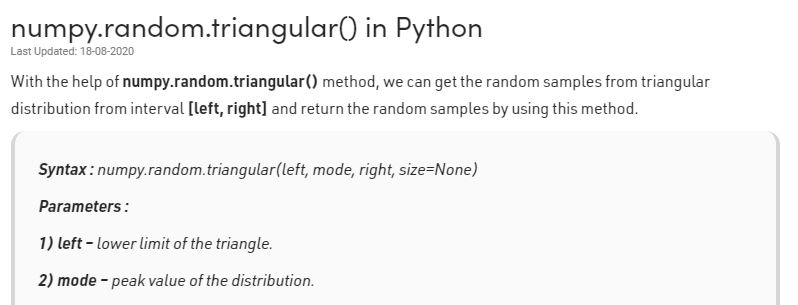 numpy.random.triangular() in Python
Last Updated: 18-08-2020
With the help of numpy.random.triangular() method, we can get the random samples from triangular
distribution from interval [left, right] and return the random samples by using this method.
Syntax : numpy.random.triangular(left, mode, right, size=None)
Parameters :
1) left – lower limit of the triangle.
2) mode – peak value of the distribution.